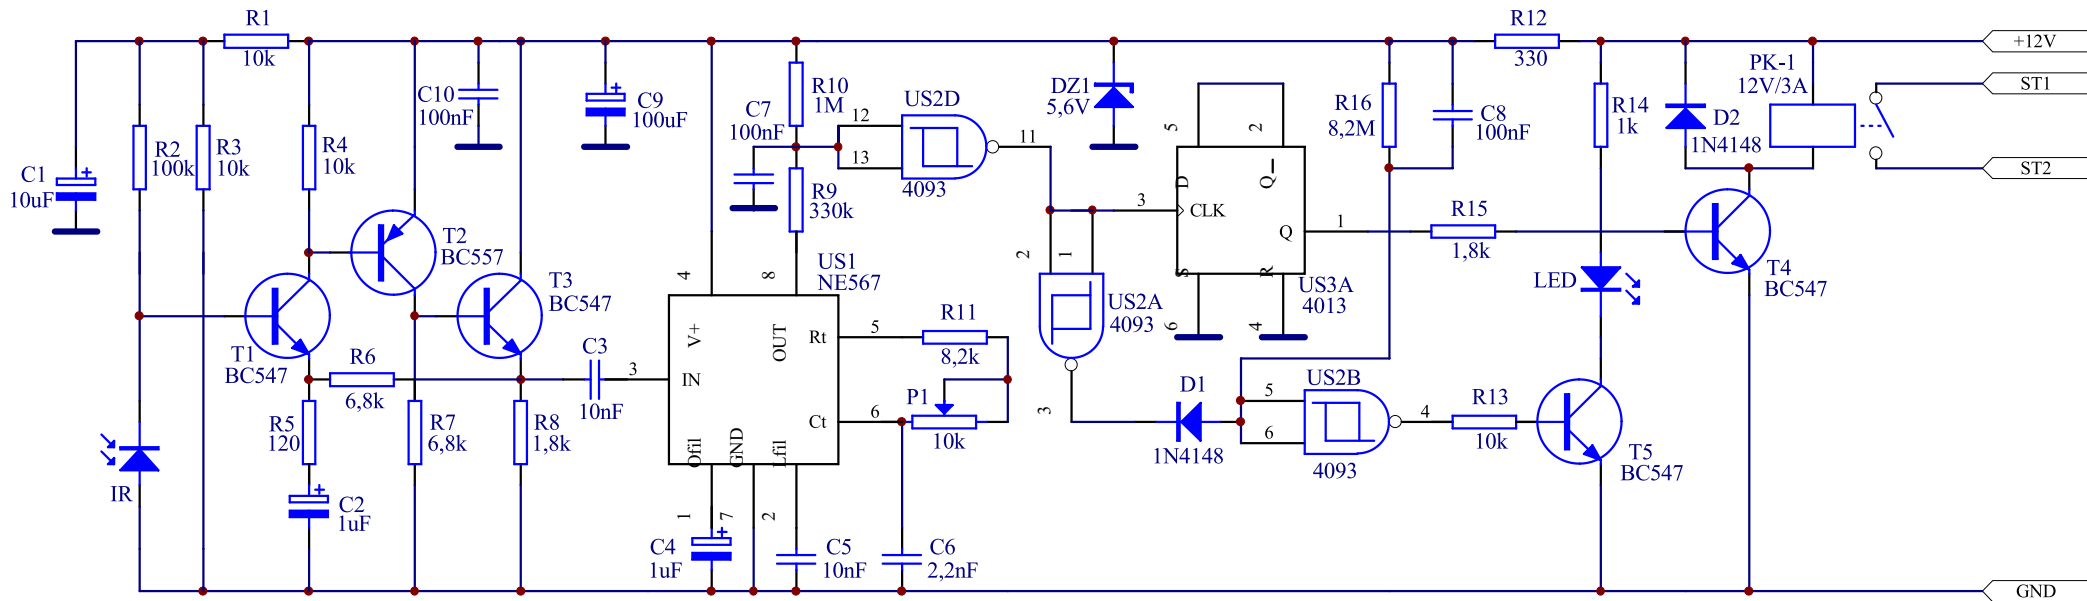 R1
10k
R12
330
+12V
ST1
ST2
GND
PK-1
12V/3A
C1
10uF
+
R2
100k
R3
10k
R4
10k
C10
100nF
C9
100uF
+
C7
100nF
R10
1M
R9
330k
US2D
4093
12
13
11
DZ1
5,6V
5
2
D
Q
CLK
3
Q
1
S
R
6
4
US3A
4013
R16
8,2M
C8
100nF
R14
1k
D2
1N4148
R15
1,8k
T4
BC547
LED
T1
BC547
T2
BC557
T3
BC547
R6
6,8k
R5
120
R7
6,8k
R8
1,8k
C2
1uF
+
IR
C3
10nF
3
US1
NE567
4
8
V+
OUT
Rt
IN
Ct
Ofil
GND
Lfil
5
6
1
7
2
R11
8,2k
P1
10k
C4
1uF
+
C5
10nF
C6
2,2nF
2
1
US2A
4093
3
D1
1N4148
US2B
4093
5
6
4
R13
10k
T5
BC547